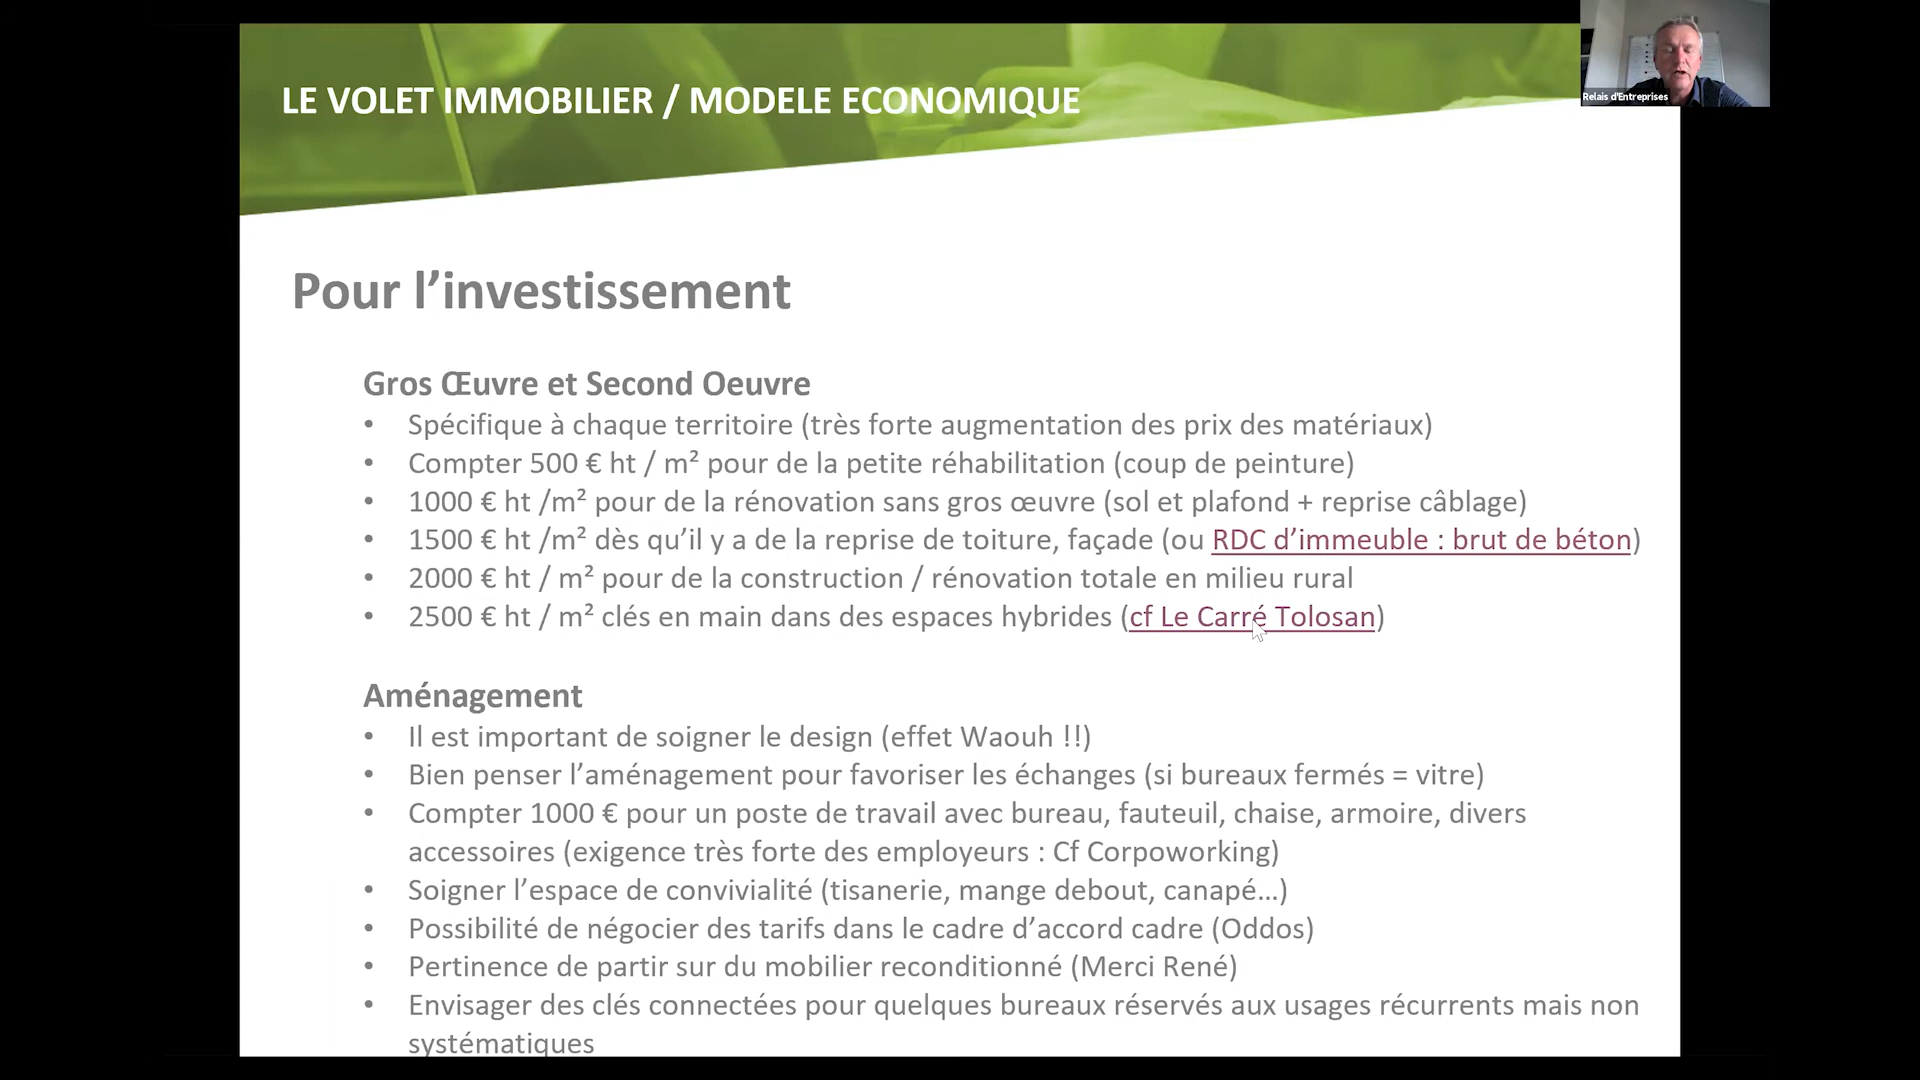 LE VOLET IMMOBILIER / MODELE ECONOMIQUE
Relais d'Entreprises
Pour l’investissement
Gros Œuvre et Second Oeuvre
• Spécifique à chaque territoire (très forte augmentation des prix des matériaux)
• Compter 500 € ht / m² pour de la petite réhabilitation (coup de peinture)
• 1000 € ht /m² pour de la rénovation sans gros œuvre (sol et plafond + reprise câblage)
• 1500 € ht /m² dès qu’il y a de la reprise de toiture, façade (ou RDC d’immeuble : brut de béton)
• 2000 € ht / m² pour de la construction / rénovation totale en milieu rural
• 2500 € ht / m² clés en main dans des espaces hybrides (cf Le Carré Tolosan)
Aménagement
• Il est important de soigner le design (effet Waouh !!)
• Bien penser l’aménagement pour favoriser les échanges (si bureaux fermés = vitre)
• Compter 1000 € pour un poste de travail avec bureau, fauteuil, chaise, armoire, divers
accessoires (exigence très forte des employeurs : Cf Corpoworking)
• Soigner l’espace de convivialité (tisanerie, mange debout, canapé…)
• Possibilité de négocier des tarifs dans le cadre d’accord cadre (Oddos)
• Pertinence de partir sur du mobilier reconditionné (Merci René)
• Envisager des clés connectées pour quelques bureaux réservés aux usages récurrents mais non
systématiques